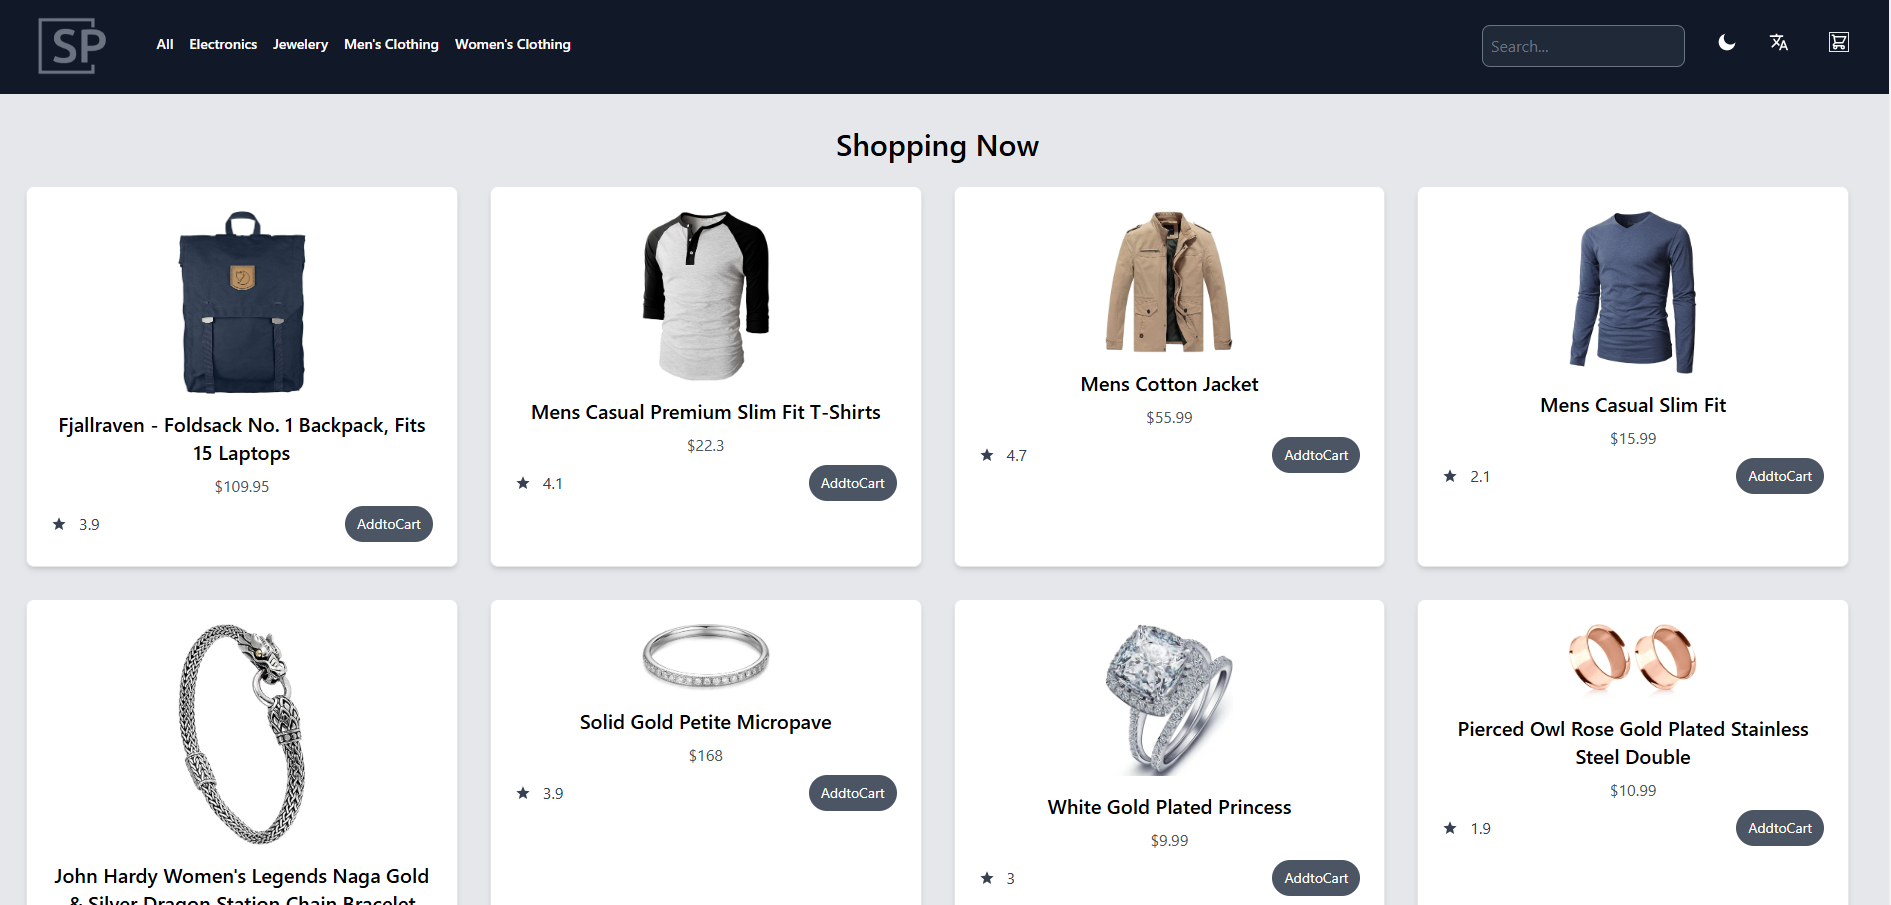 SP
All Electronics Jewelery Men's Clothing Women's Clothing Search...
Shopping Now
Fjallraven - Foldsack No. 1 Backpack, Fits
15 Laptops
$109.95
3.9 AddtoCart
Mens Casual Premium Slim Fit T-Shirts
$22.3
4.1 AddtoCart
Mens Cotton Jacket
$55.99
4.7 AddtoCart
Mens Casual Slim Fit
$15.99
2.1 AddtoCart
John Hardy Women's Legends Naga Gold
& Silver Dragon Station Chain Bracelet
Solid Gold Petite Micropave
$168
3.9 AddtoCart
White Gold Plated Princess
$9.99
3 AddtoCart
Pierced Owl Rose Gold Plated Stainless
Steel Double
$10.99
1.9 AddtoCart